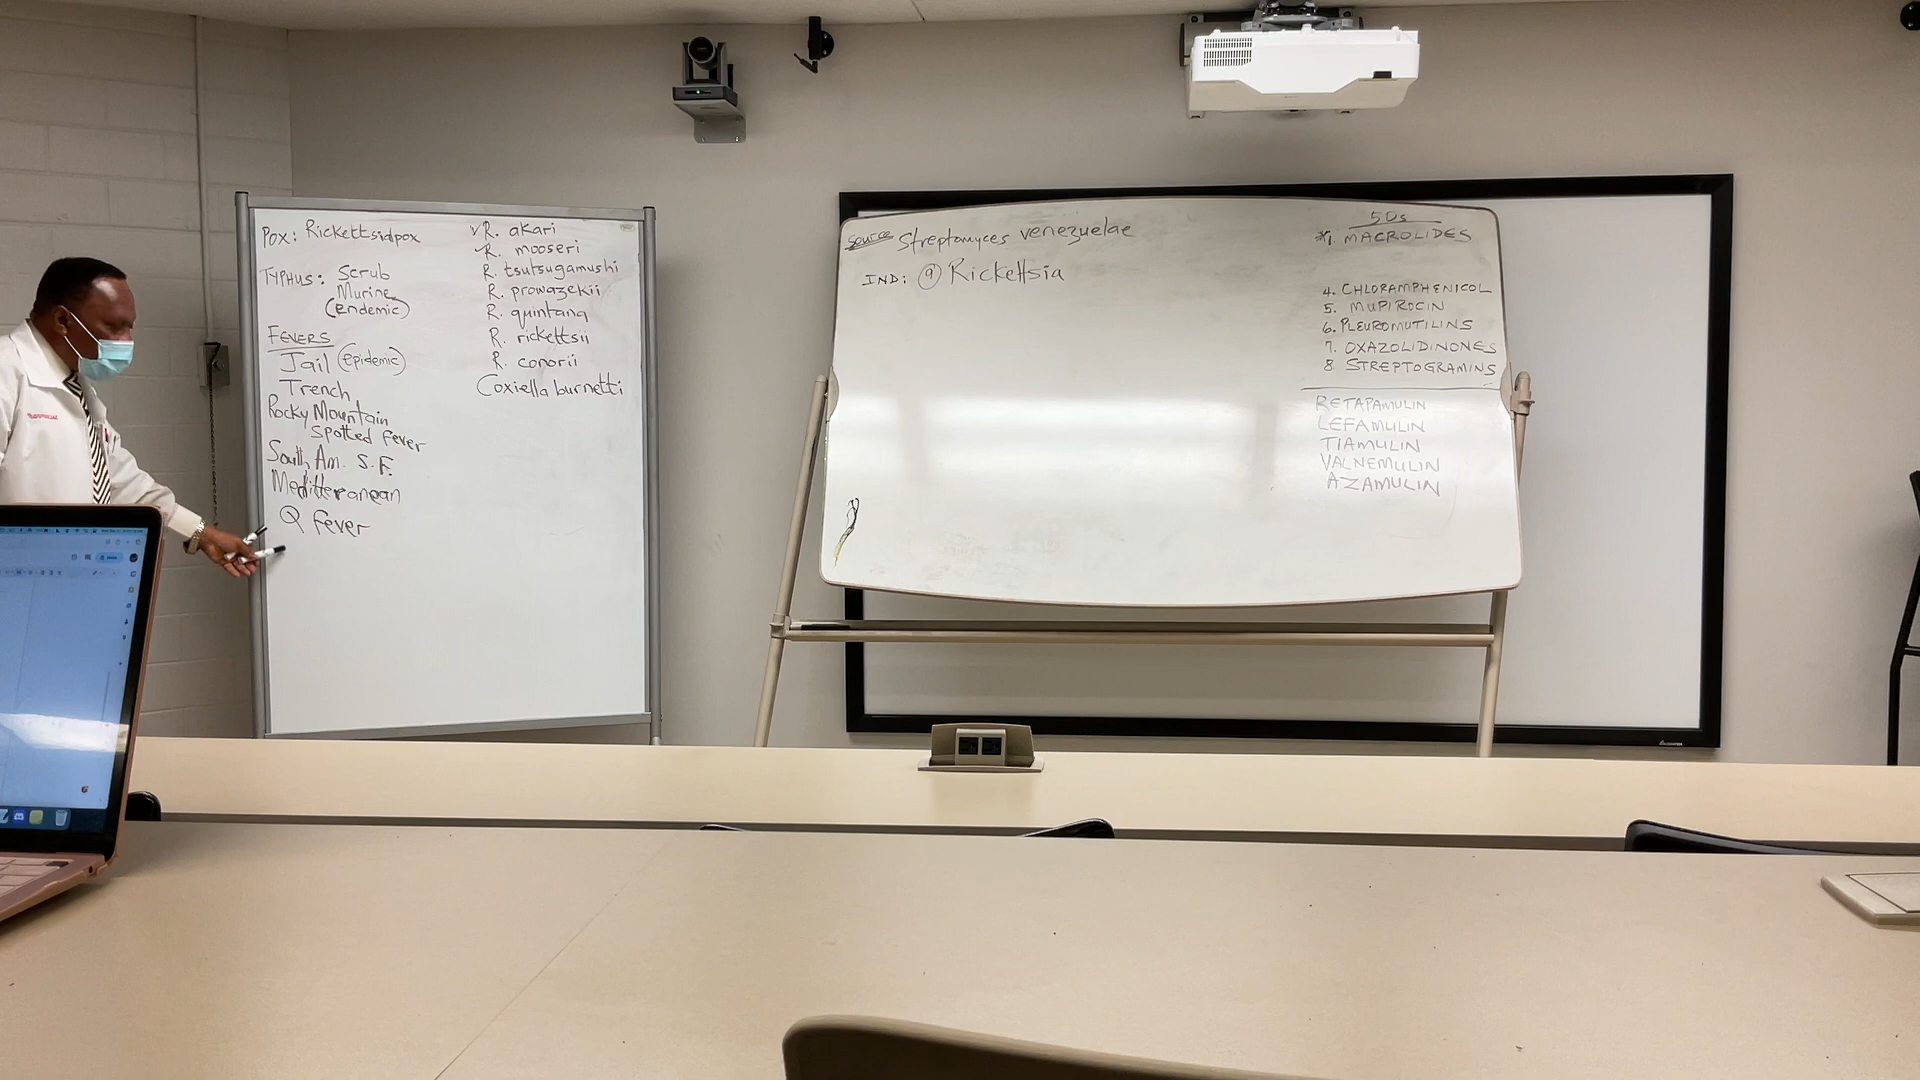 POX: Rickettsialpox
TYPHUS: Scrub
Murine
(endemic)
FEVERS
Jail (epidemic)
Trench
Rocky Mountain
Spotted Fever
South Am. S.F.
Mediterranean
Q Fever
✓R. akari
✓R. mooseri
R. tsutsugamushi
R. prowazekii
R. quintana
R. rickettsii
R. conorii
Coxiella burnetti
Source Streptomyces venezuelae
IND: (a) Rickettsia
50s
*1. MACROLIDES
4. CHLORAMPHENICOL
5. MUPIROCIN
6. PLEUROMUTILINS
7. OXAZOLIDINONES
8 STREPTOGRAMINS
RETAPAMULIN
LEFAMULIN
TIAMULIN
VALNEMULIN
AZAMULIN